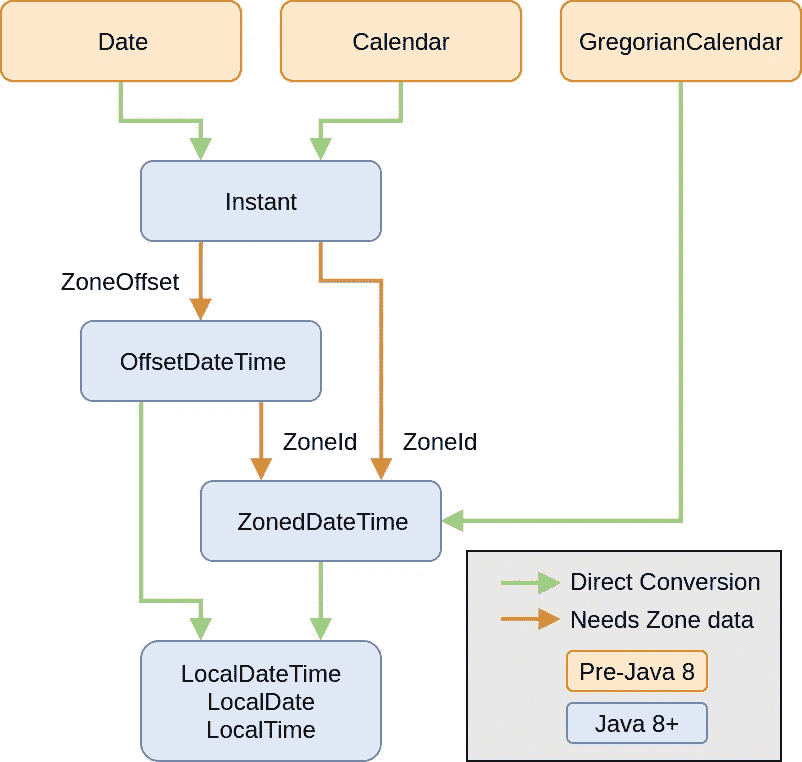 Date
Calendar
GregorianCalendar
Instant
ZoneOffset
OffsetDateTime
ZoneId
ZoneId
ZonedDateTime
LocalDateTime
LocalDate
LocalTime
Direct Conversion
Needs Zone data
Pre-Java 8
Java 8+